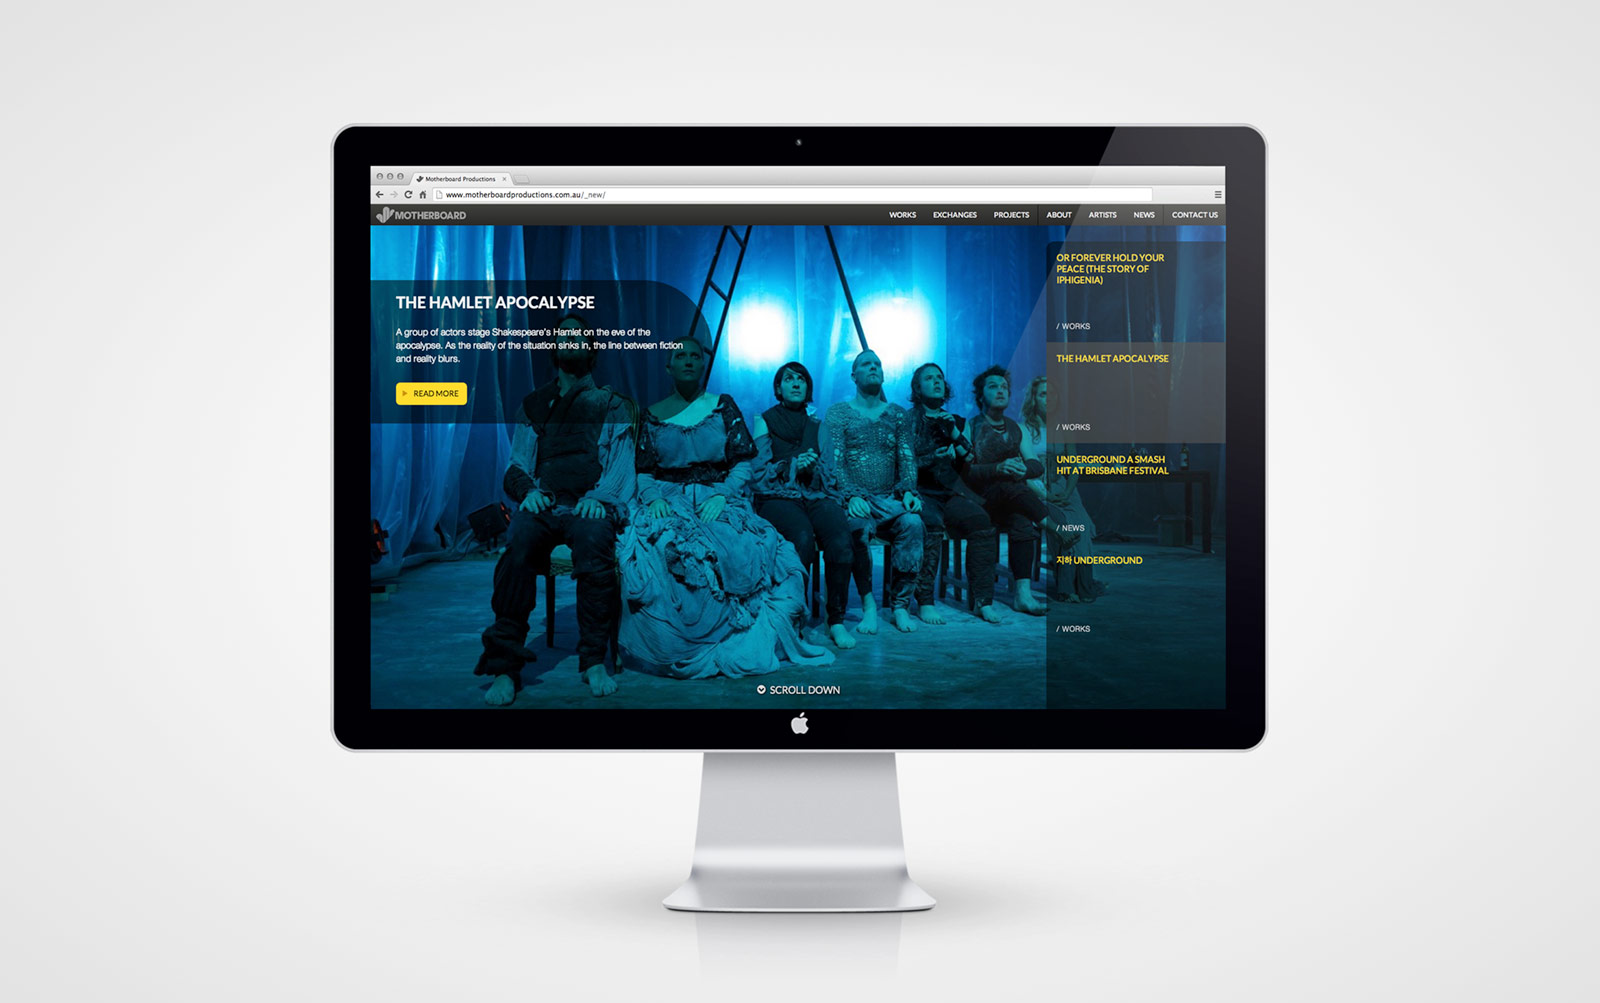 Motherboard Productions
www.motherboardproductions.com.au/_new/
MOTHERBOARD
WORKS EXCHANGES PROJECTS ABOUT ARTISTS NEWS CONTACT US
THE HAMLET APOCALYPSE
A group of actors stage Shakespeare's Hamlet on the eve of the
apocalypse. As the reality of the situation sinks in, the line between fiction
and reality blurs.
READ MORE
OR FOREVER HOLD YOUR
PEACE (THE STORY OF
IPHIGENIA)
/ WORKS
THE HAMLET APOCALYPSE
/ WORKS
UNDERGROUND A SMASH
HIT AT BRISBANE FESTIVAL
/ NEWS
지하 UNDERGROUND
/ WORKS
SCROLL DOWN